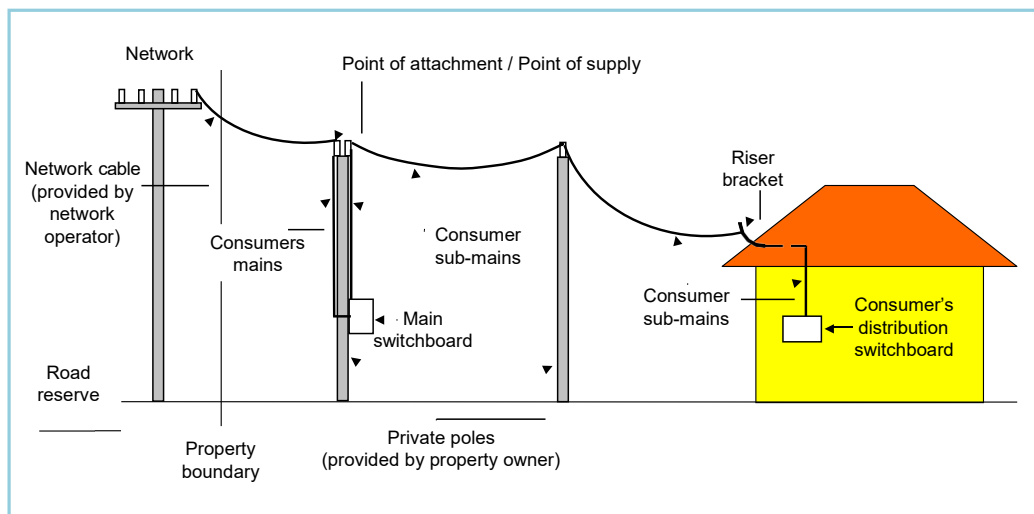 Network
Point of attachment / Point of supply
Network cable
(provided by
network
operator)
Consumers
mains
Consumer
sub-mains
Riser
bracket
Main
switchboard
Consumer
sub-mains
Consumer’s
distribution
switchboard
Road
reserve
Property
boundary
Private poles
(provided by property owner)